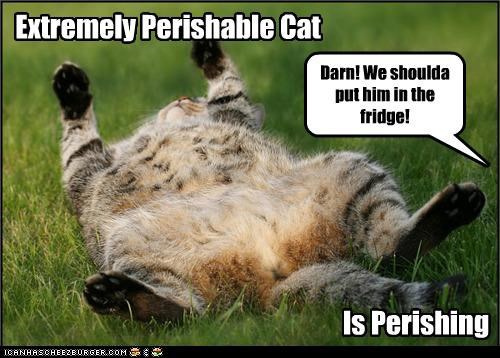 Extremely Perishable Cat
Darn! We shoulda
put him in the
fridge!
Is Perishing
ICANHASCHEEZBURGER.COM